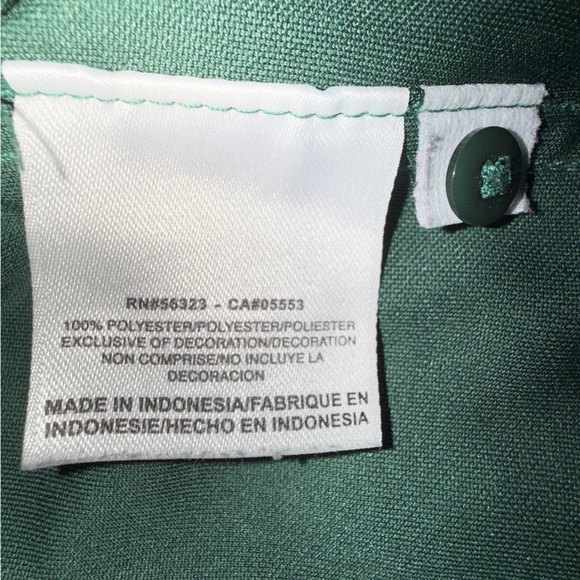 RN#56323 - CA#05553
100% POLYESTER/POLYESTER/POLIESTER
EXCLUSIVE OF DECORATION/DECORATION
NON COMPRISE/NO INCLUYE LA
DECORACION
MADE IN INDONESIA/FABRIQUE EN
INDONESIE/HECHO EN INDONESIA